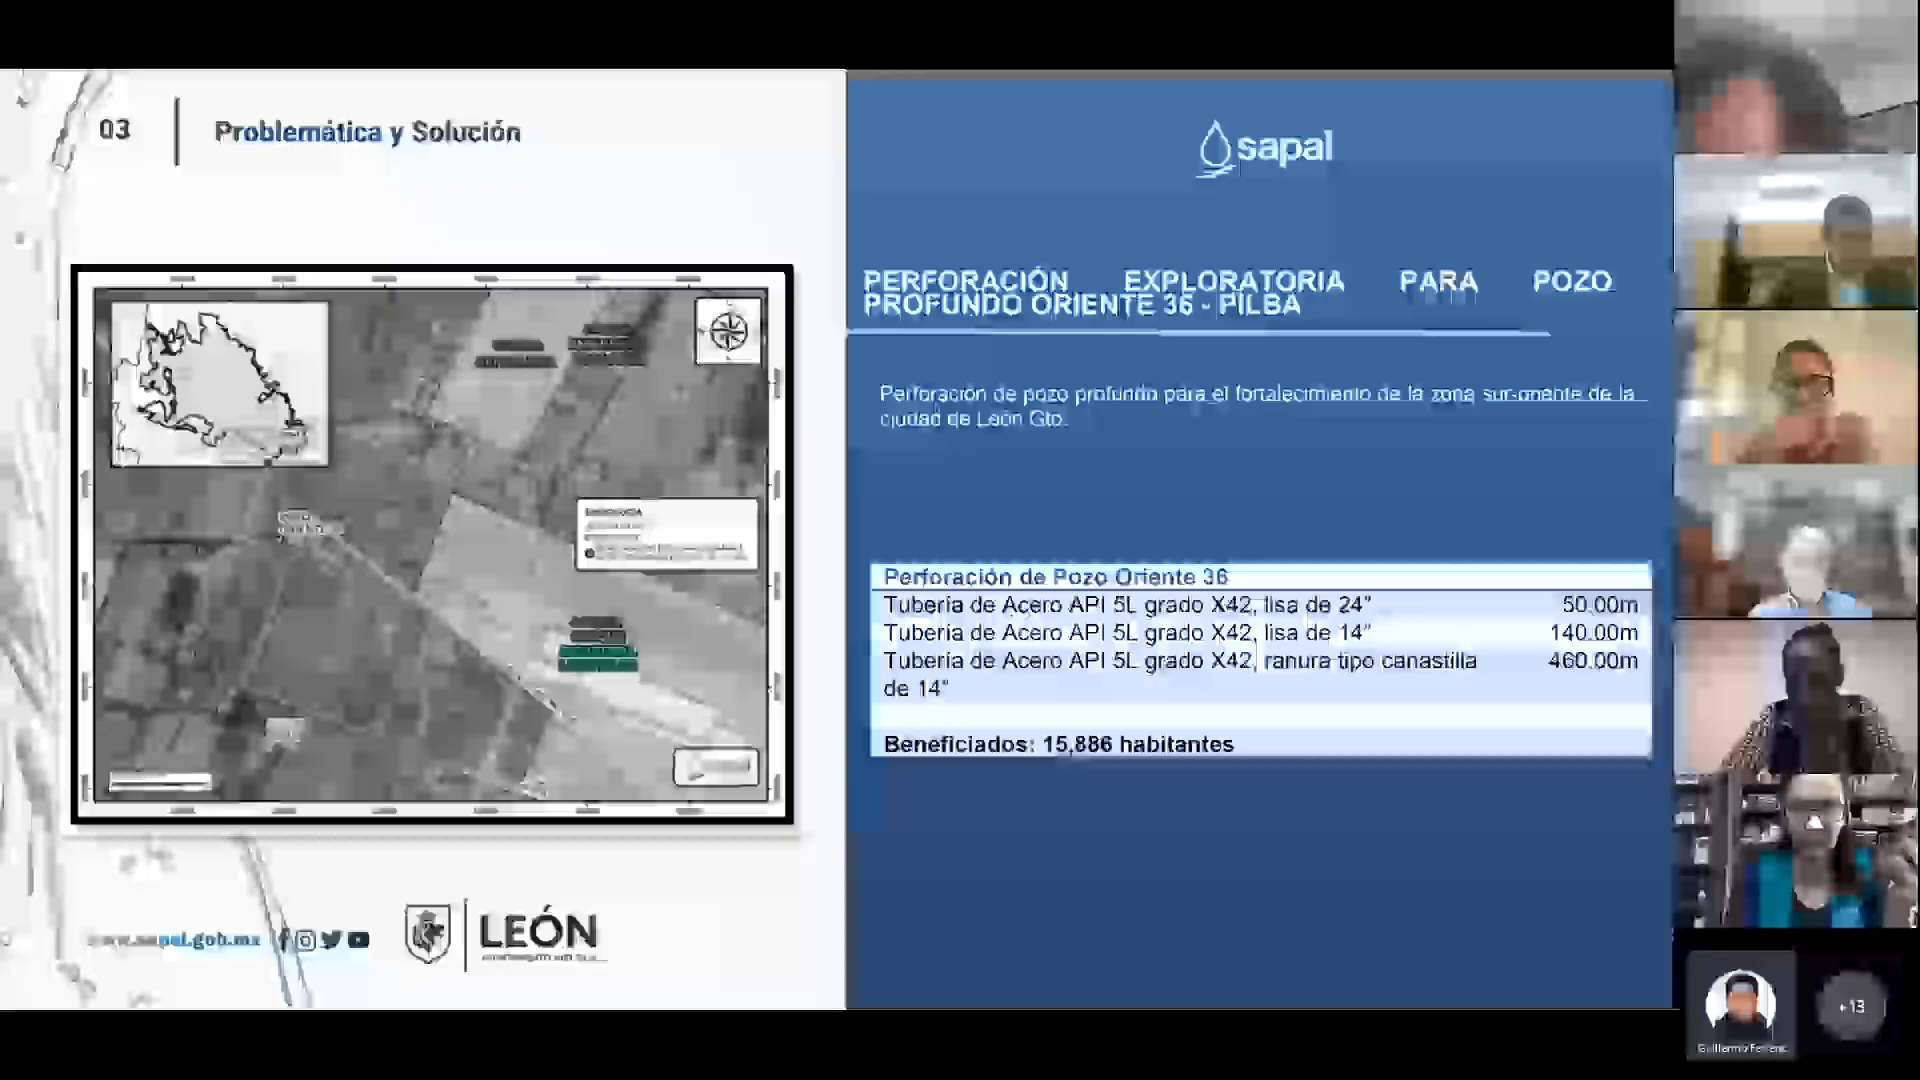 03
Problemática y Solución
sapal
PERFORACIÓN EXPLORATORIA PARA POZO
PROFUNDO ORIENTE 36 - PILBA
Perforación de pozo profundo para el fortalecimiento de la zona sur-oriente de la
ciudad de León Gto.
Perforación de Pozo Oriente 36
Tubería de Acero API 5L grado X42, lisa de 24" 50.00m
Tubería de Acero API 5L grado X42, lisa de 14" 140.00m
Tubería de Acero API 5L grado X42, ranura tipo canastilla 460.00m
de 14"
Beneficiados: 15,886 habitantes
www.sapal.gob.mx
LEÓN
+13
Guillermo